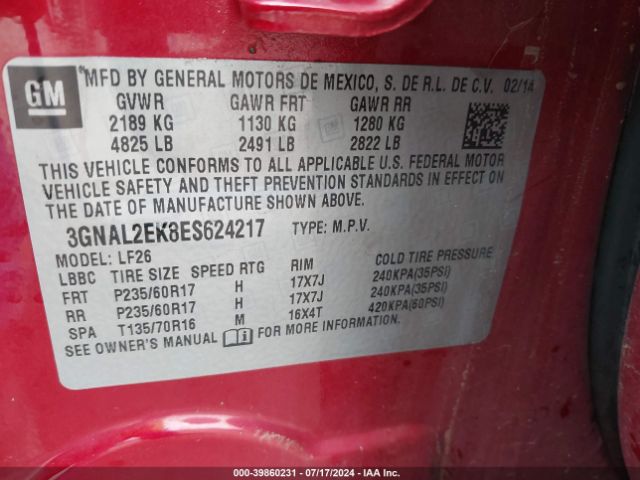 GM
*MFD BY GENERAL MOTORS DE MEXICO, S. DE R.L. DE C.V. 02/14
GVWR GAWR FRT GAWR RR
2189 KG 1130 KG 1280 KG
4825 LB 2491 LB 2822 LB
THIS VEHICLE CONFORMS TO ALL APPLICABLE U.S. FEDERAL MOTOR
VEHICLE SAFETY AND THEFT PREVENTION STANDARDS IN EFFECT ON
THE DATE OF MANUFACTURE SHOWN ABOVE.
3GNAL2EK8ES624217 TYPE: M.P.V.
MODEL: LF26
LBBC TIRE SIZE SPEED RTG RIM COLD TIRE PRESSURE
FRT P235/60R17 H 17X7J 240KPA(35PSI)
RR P235/60R17 H 17X7J 240KPA(35PSI)
SPA T135/70R16 M 16X4T 420KPA(60PSI)
SEE OWNER'S MANUAL FOR MORE INFORMATION.
000-39860231 - 07/17/2024 - IAA Inc.